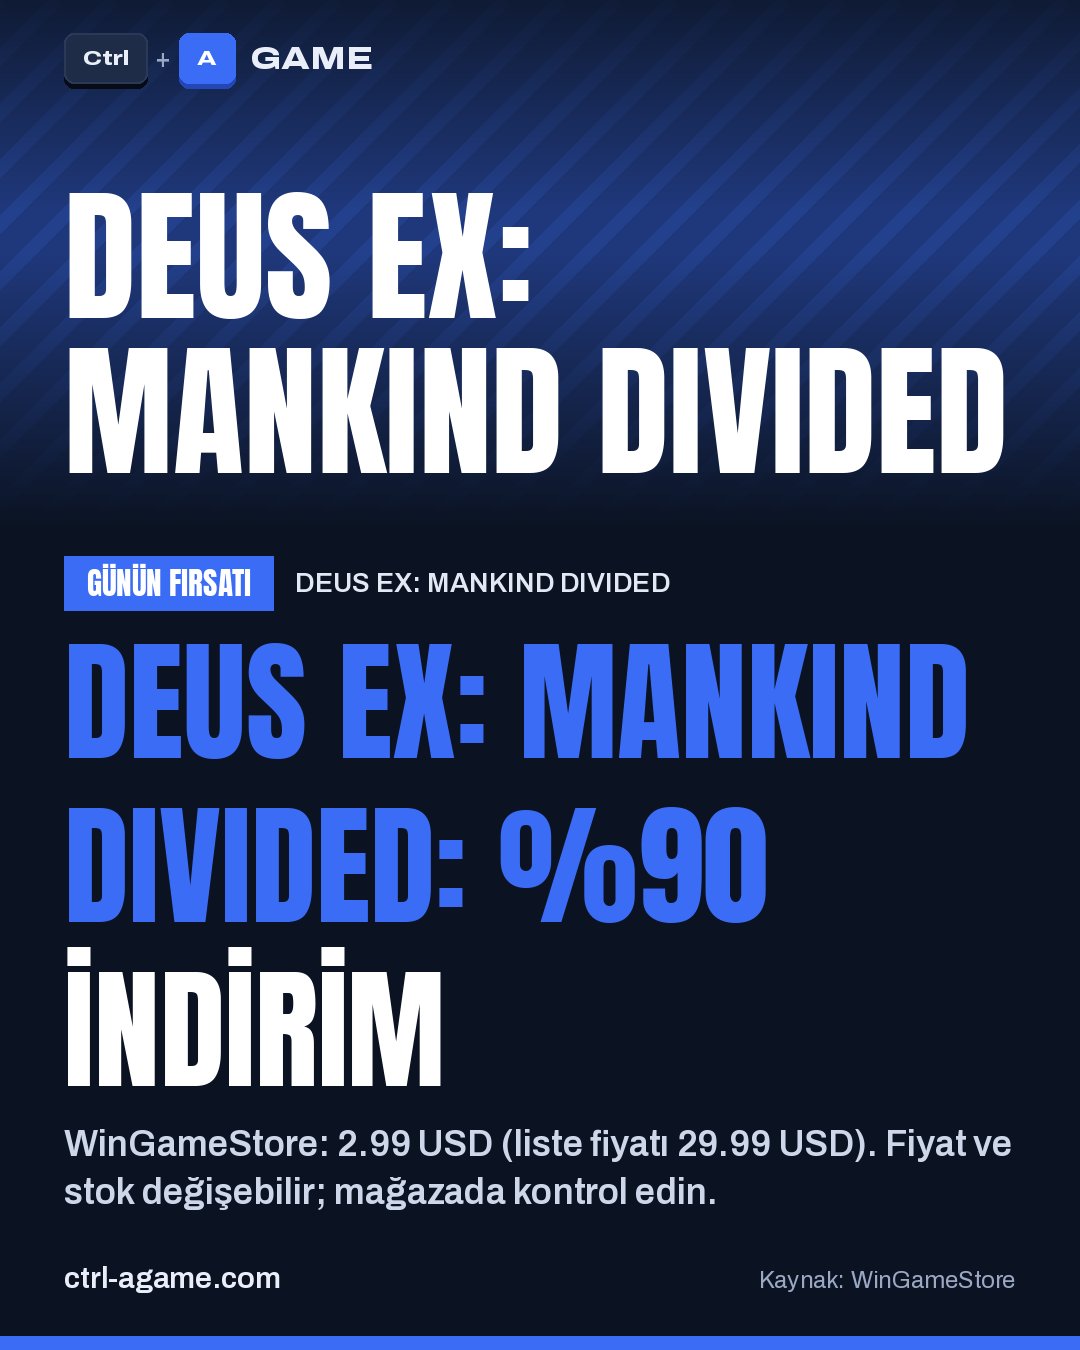 Ctrl + A GAME
DEUS EX:
MANKIND DIVIDED
GÜNÜN FIRSATI DEUS EX: MANKIND DIVIDED
DEUS EX: MANKIND
DIVIDED: %90
İNDİRİM
WinGameStore: 2.99 USD (liste fiyatı 29.99 USD). Fiyat ve
stok değişebilir; mağazada kontrol edin.
ctrl-agame.com Kaynak: WinGameStore